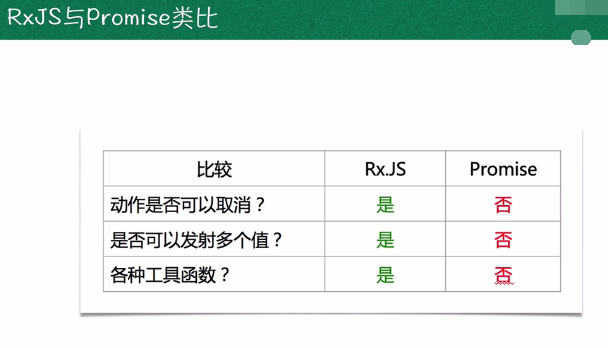 RxJS与Promise类比
比较 Rx.JS Promise
动作是否可以取消？ 是 否
是否可以发射多个值？ 是 否
各种工具函数？ 是 否